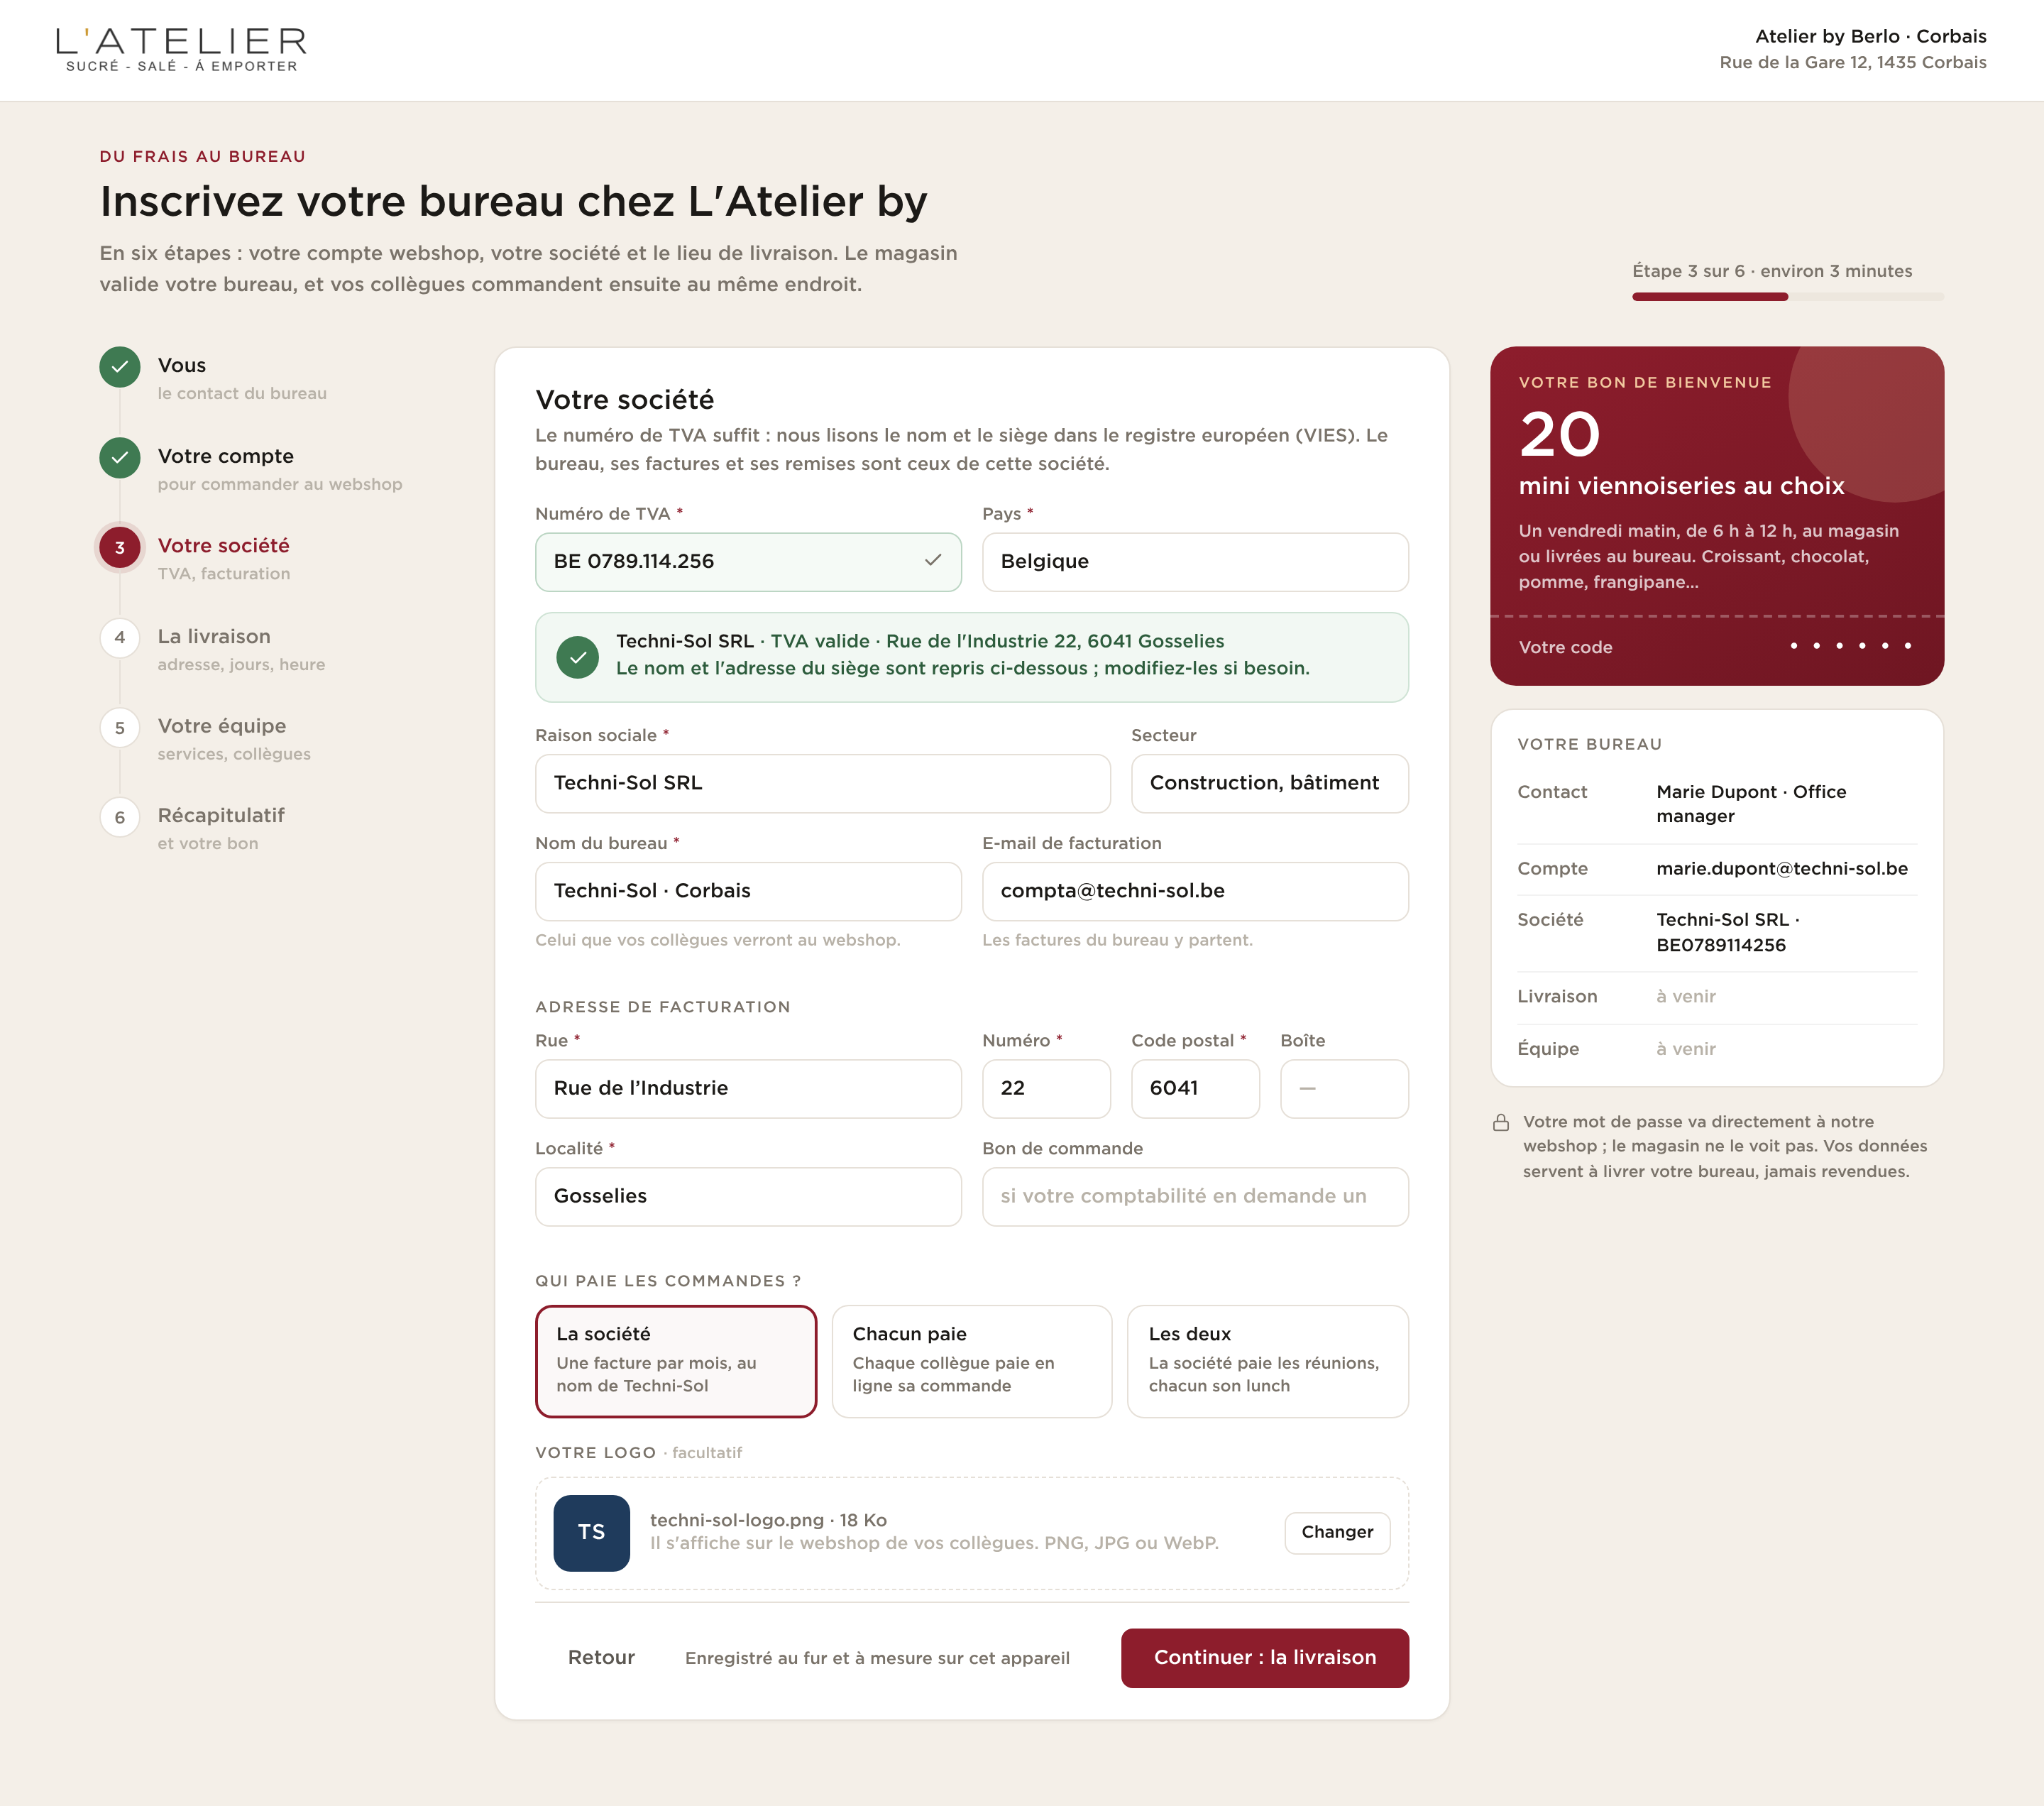 L'ATELIER
SUCRÉ - SALÉ - Á EMPORTER
Atelier by Berlo · Corbais
Rue de la Gare 12, 1435 Corbais
DU FRAIS AU BUREAU
Inscrivez votre bureau chez L'Atelier by
En six étapes : votre compte webshop, votre société et le lieu de livraison. Le magasin
valide votre bureau, et vos collègues commandent ensuite au même endroit.
Étape 3 sur 6 · environ 3 minutes
Vous
le contact du bureau
Votre compte
pour commander au webshop
3
Votre société
TVA, facturation
4
La livraison
adresse, jours, heure
5
Votre équipe
services, collègues
6
Récapitulatif
et votre bon
Votre société
Le numéro de TVA suffit : nous lisons le nom et le siège dans le registre européen (VIES). Le
bureau, ses factures et ses remises sont ceux de cette société.
Numéro de TVA *
Pays *
BE 0789.114.256
Belgique
Techni-Sol SRL · TVA valide · Rue de l'Industrie 22, 6041 Gosselies
Le nom et l'adresse du siège sont repris ci-dessous ; modifiez-les si besoin.
Raison sociale *
Secteur
Techni-Sol SRL
Construction, bâtiment
Nom du bureau *
E-mail de facturation
Techni-Sol · Corbais
compta@techni-sol.be
Celui que vos collègues verront au webshop.
Les factures du bureau y partent.
ADRESSE DE FACTURATION
Rue *
Numéro *
Code postal *
Boîte
Rue de l’Industrie
22
6041
—
Localité *
Bon de commande
Gosselies
si votre comptabilité en demande un
QUI PAIE LES COMMANDES ?
La société
Une facture par mois, au
nom de Techni-Sol
Chacun paie
Chaque collègue paie en
ligne sa commande
Les deux
La société paie les réunions,
chacun son lunch
VOTRE LOGO · facultatif
TS
techni-sol-logo.png · 18 Ko
Il s'affiche sur le webshop de vos collègues. PNG, JPG ou WebP.
Changer
Retour
Enregistré au fur et à mesure sur cet appareil
Continuer : la livraison
VOTRE BON DE BIENVENUE
20
mini viennoiseries au choix
Un vendredi matin, de 6 h à 12 h, au magasin
ou livrées au bureau. Croissant, chocolat,
pomme, frangipane…
Votre code
• • • • • •
VOTRE BUREAU
Contact
Marie Dupont · Office
manager
Compte
marie.dupont@techni-sol.be
Société
Techni-Sol SRL ·
BE0789114256
Livraison
à venir
Équipe
à venir
Votre mot de passe va directement à notre
webshop ; le magasin ne le voit pas. Vos données
servent à livrer votre bureau, jamais revendues.